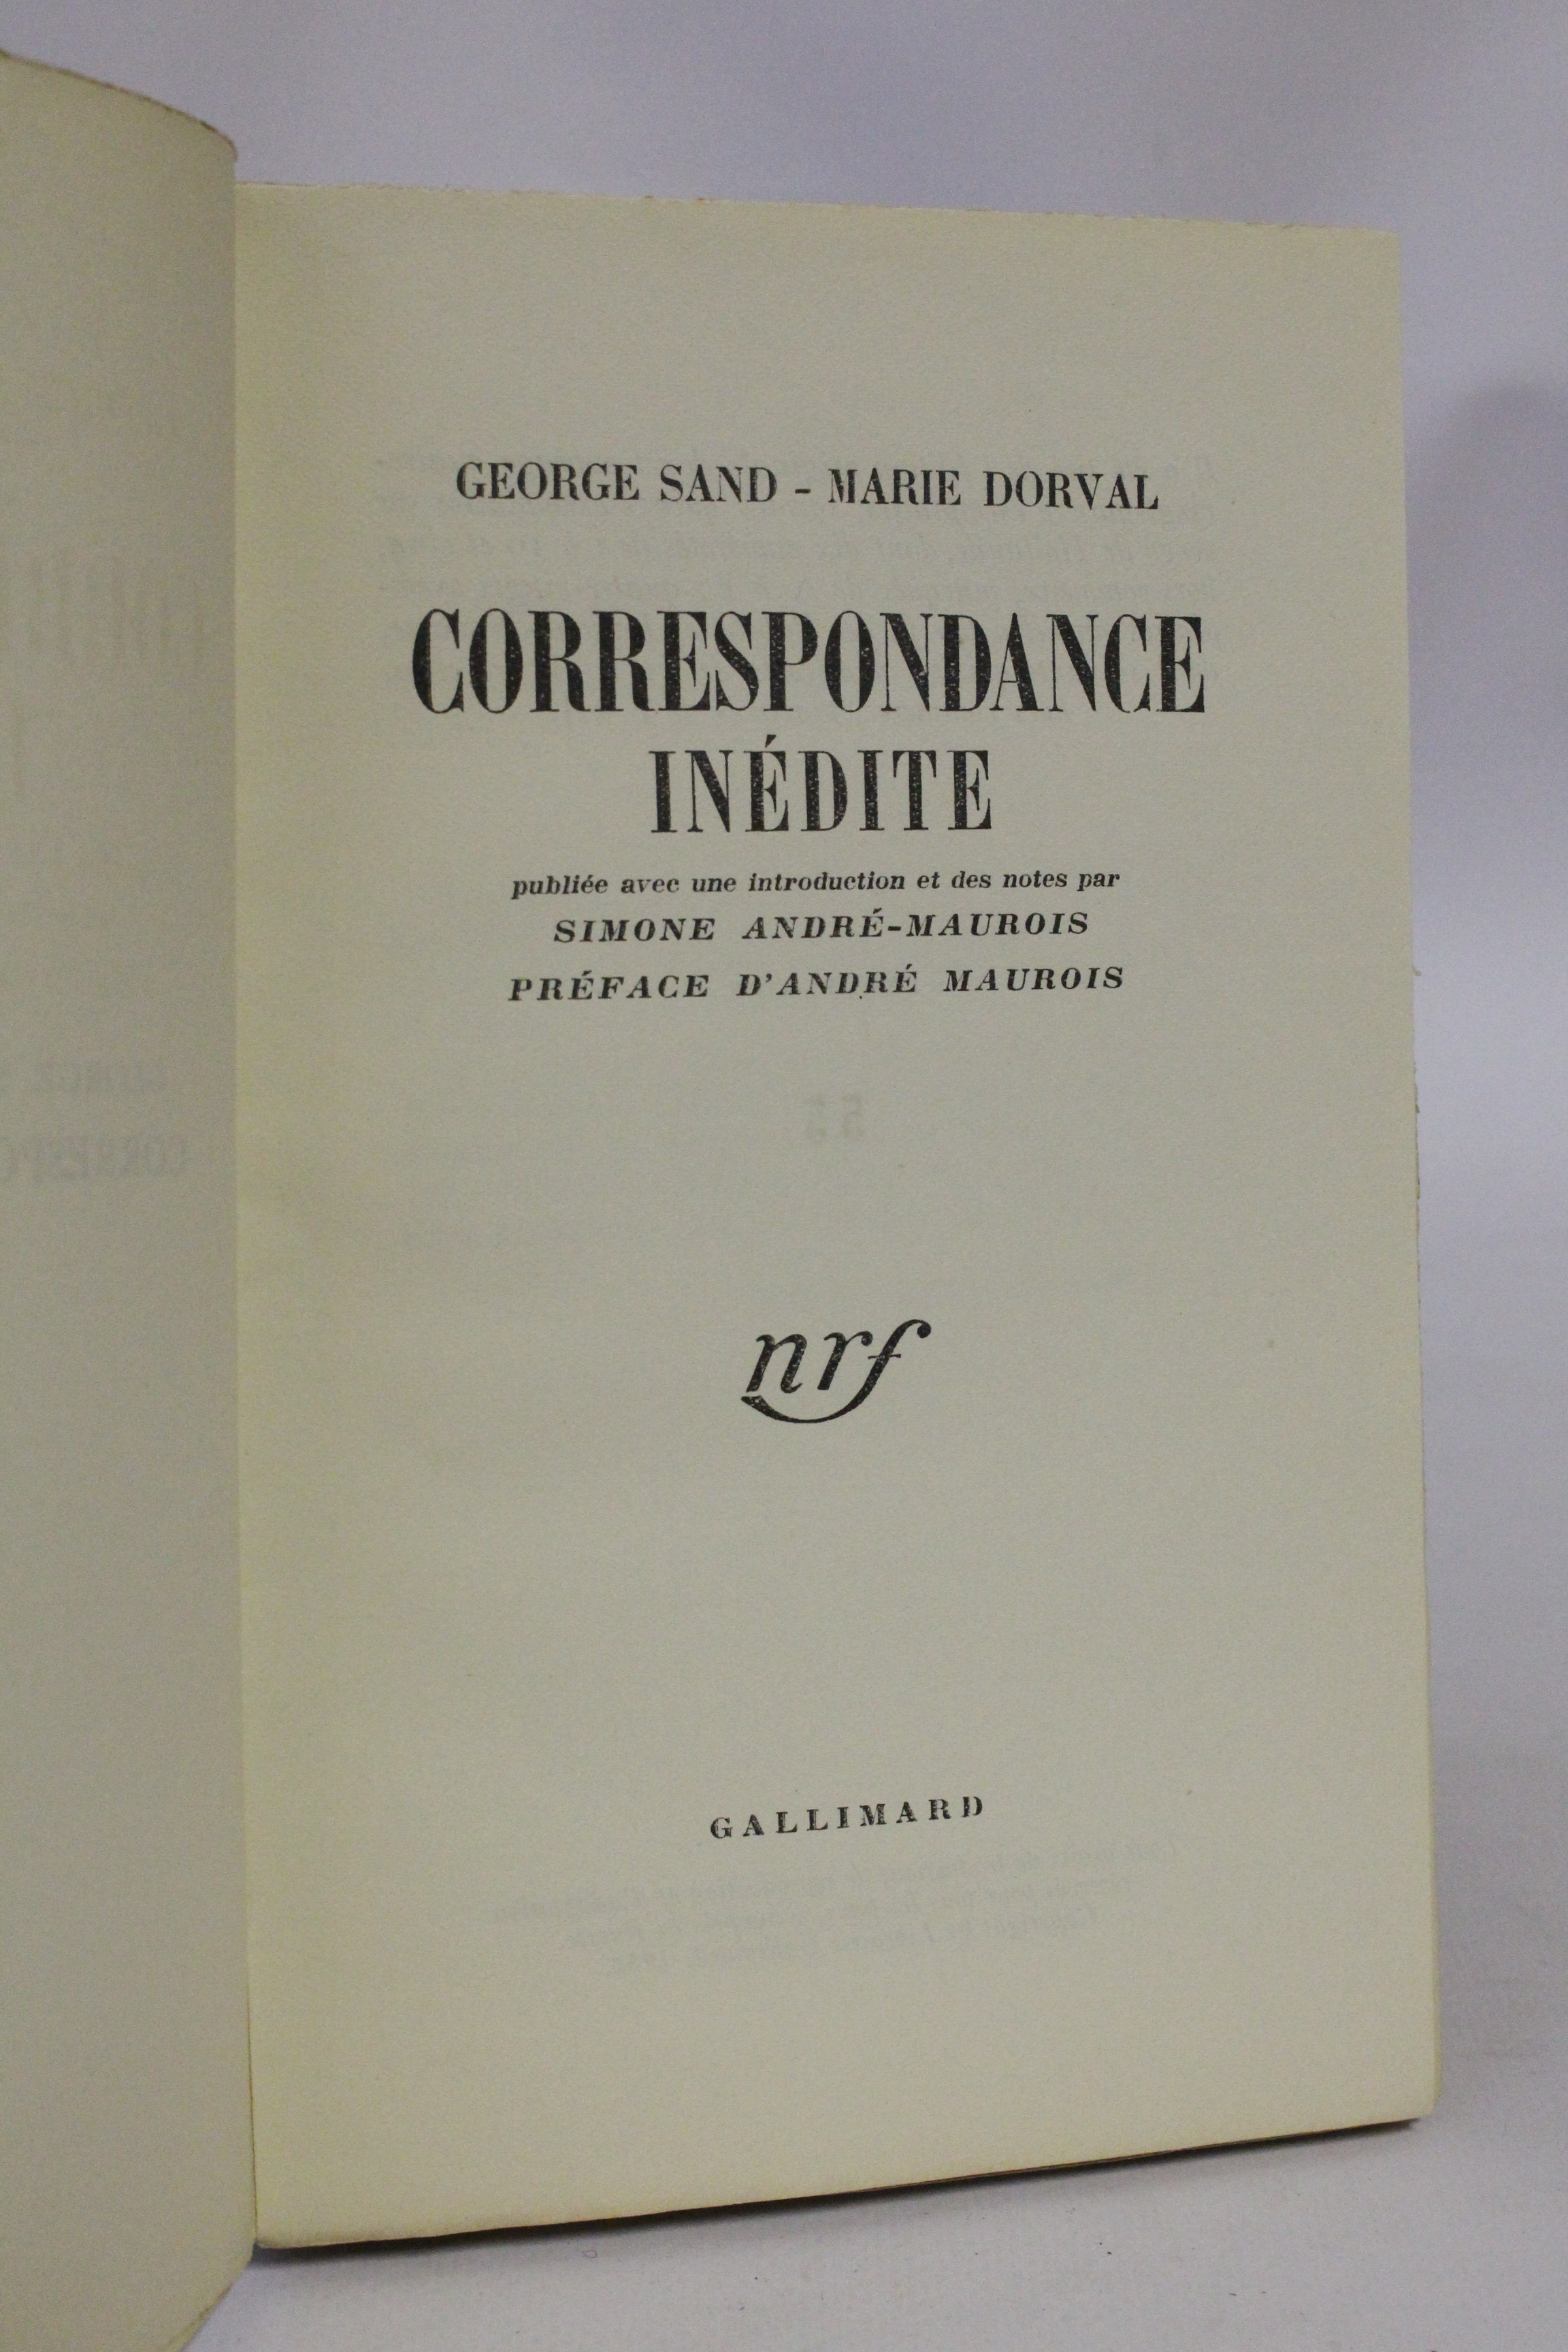 GEORGE SAND - MARIE DORVAL
CORRESPONDANCE
INÉDITE
publiée avec une introduction et des notes par
SIMONE ANDRÉ-MAUROIS
PRÉFACE D'ANDRÉ MAUROIS
nrf
GALLIMARD